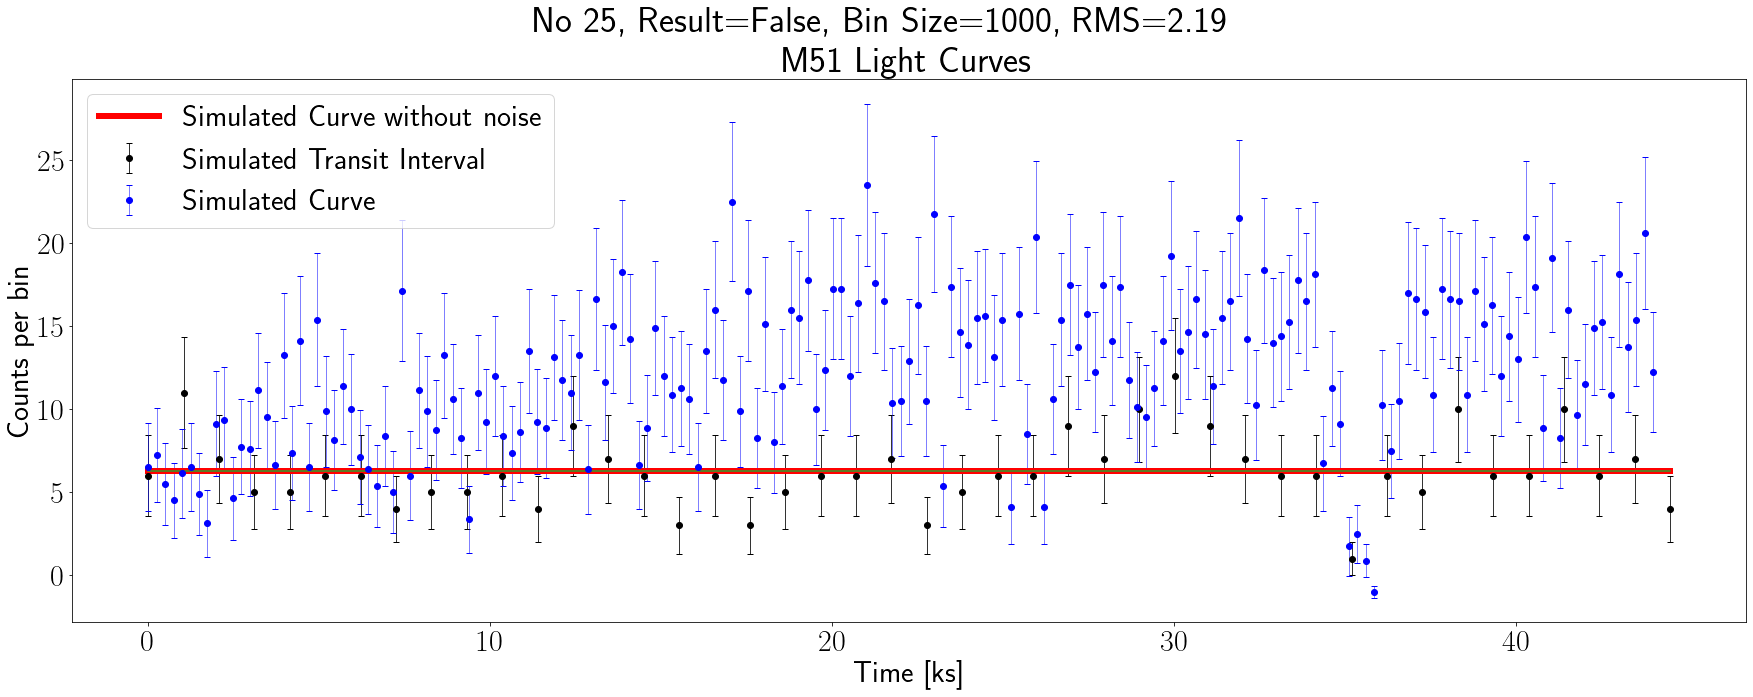 No 25, Result=False, Bin Size=1000, RMS=2.19
M51 Light Curves
Simulated Curve without noise
Simulated Transit Interval
Simulated Curve
Counts per bin
25
20
15
10
5
0
0 10 20 30 40
Time [ks]